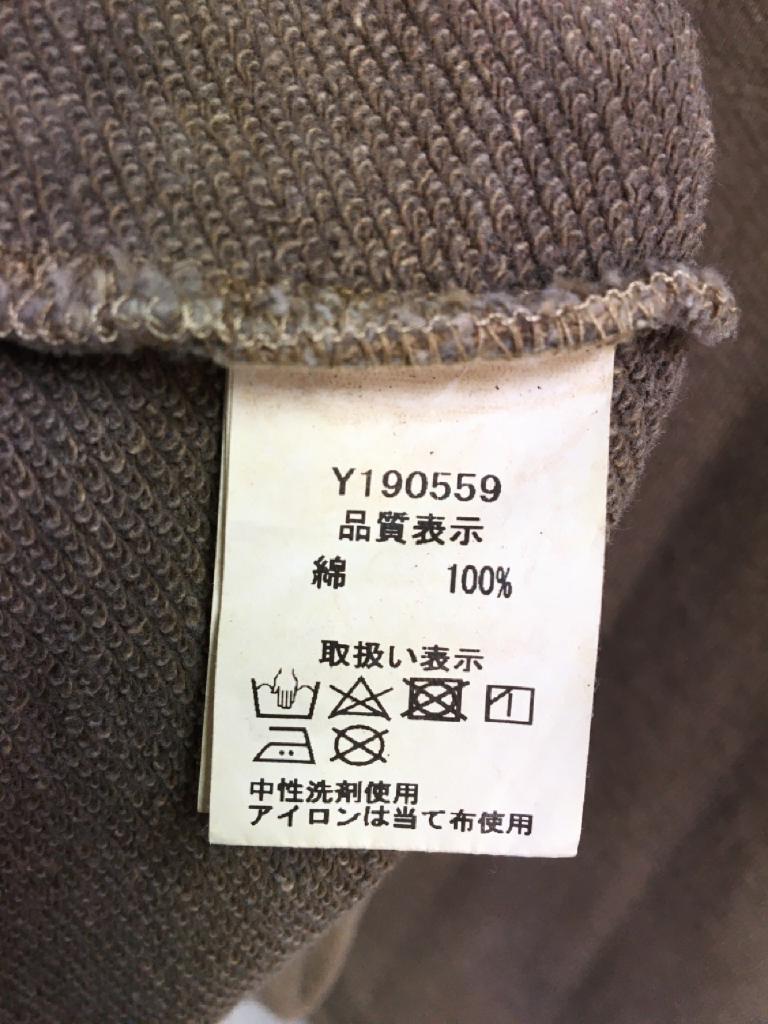 Y190559
品質表示
綿 100%
取扱い表示
中性洗剤使用
アイロンは当て布使用